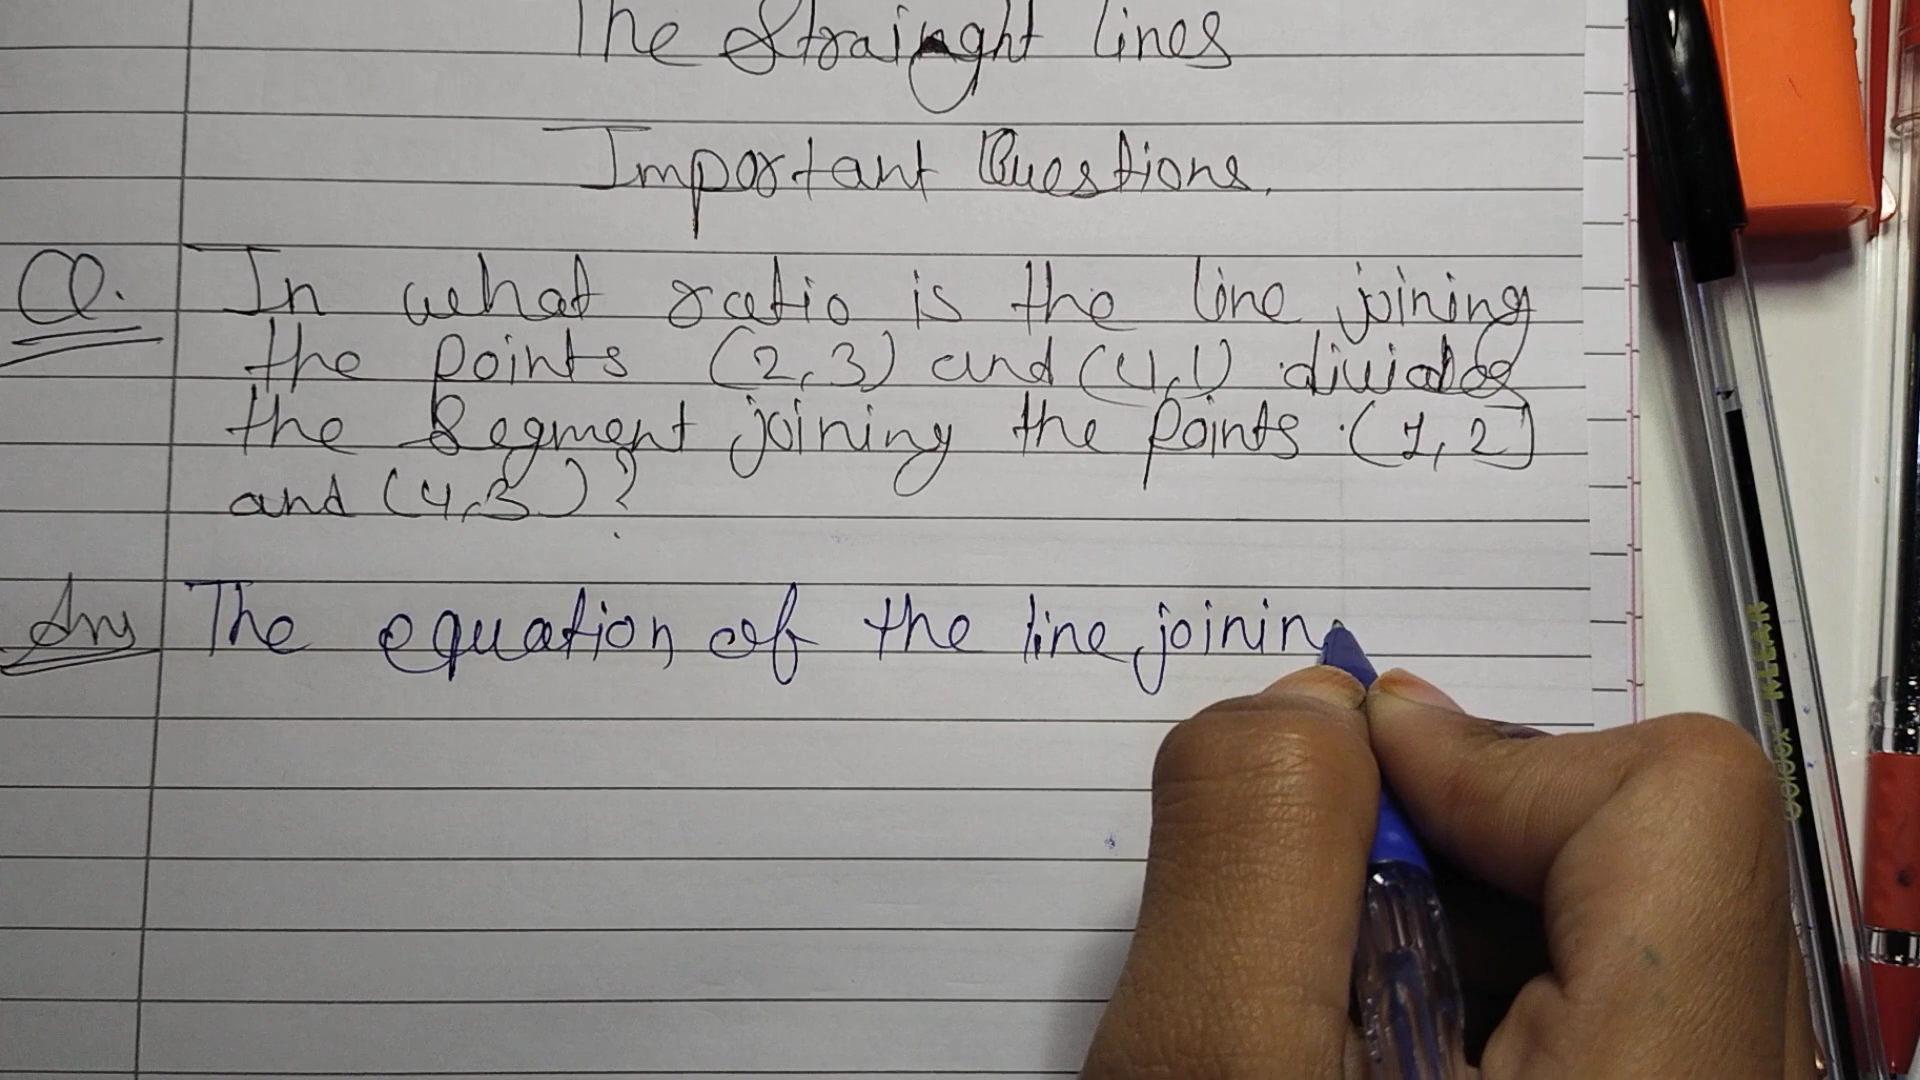 The Strainght lines
Important Questions.
Q. In what ratio is the line joining
the points (2,3) and (4,1) divides
the Segment joining the points (1,2)
and (4,3)?
Ans The equation of the line joinin